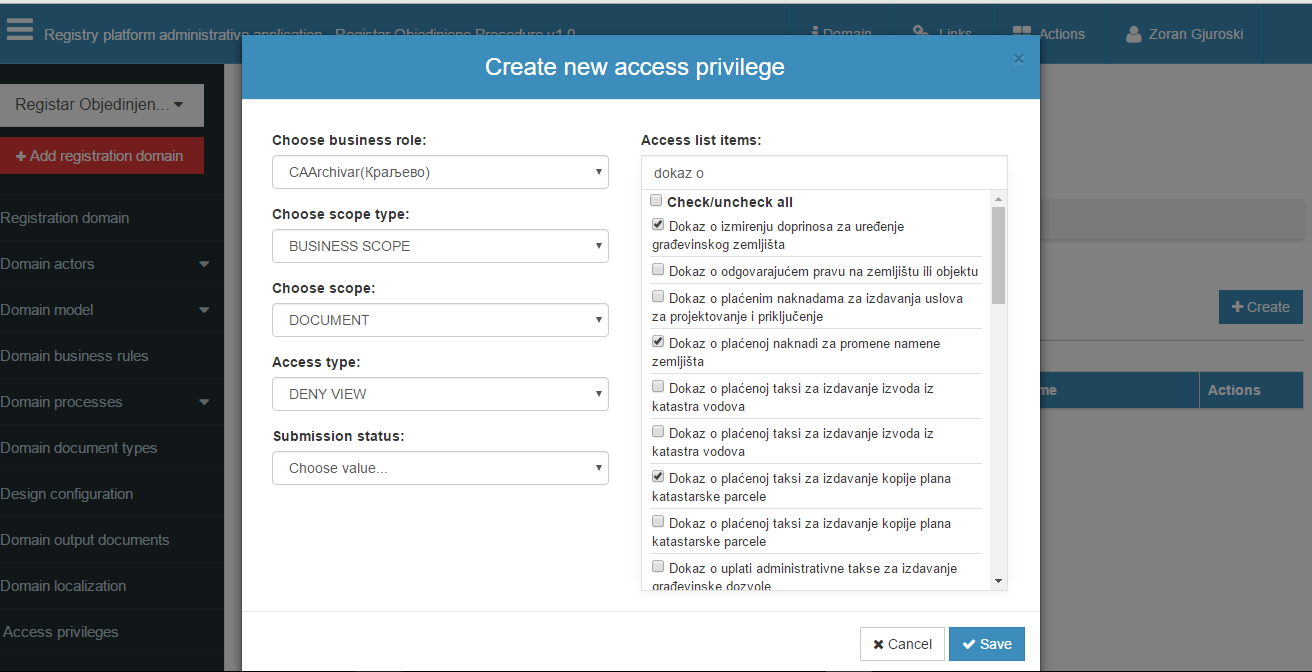 Registry platform administrative application - Registar Objedinjene Procedure v1.0
Domain
Links
Actions
Zoran Gjuroski
Registar Objedinjen...
Add registration domain
Registration domain
Domain actors
Domain model
Domain business rules
Domain processes
Domain document types
Design configuration
Domain output documents
Domain localization
Access privileges
Create new access privilege
×
Choose business role:
CAArchivar(Краљево)
Choose scope type:
BUSINESS SCOPE
Choose scope:
DOCUMENT
Access type:
DENY VIEW
Submission status:
Choose value...
Access list items:
dokaz o
Check/uncheck all
Dokaz o izmirenju doprinosa za uređenje
građevinskog zemljišta
Dokaz o odgovarajućem pravu na zemljištu ili objektu
Dokaz o plaćenim naknadama za izdavanja uslova
za projektovanje i priključenje
Dokaz o plaćenoj naknadi za promene namene
zemljišta
Dokaz o plaćenoj taksi za izdavanje izvoda iz
katastra vodova
Dokaz o plaćenoj taksi za izdavanje izvoda iz
katastra vodova
Dokaz o plaćenoj taksi za izdavanje kopije plana
katastarske parcele
Dokaz o plaćenoj taksi za izdavanje kopije plana
katastarske parcele
Dokaz o uplati administrativne takse za izdavanje
građevinske dozvole
Cancel
Save
Create
me
Actions